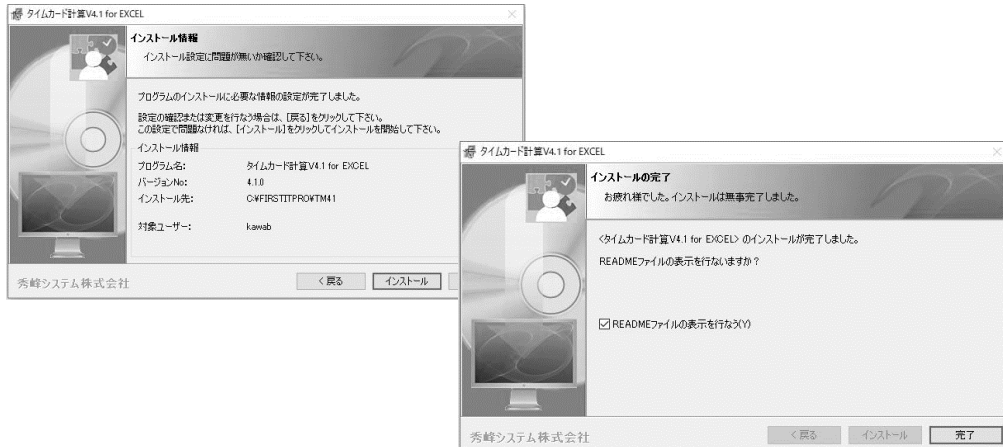 タイムカード計算V4.1 for EXCEL
インストール情報
インストール設定に問題が無いか確認して下さい。
プログラムのインストールに必要な情報の設定が完了しました。
設定の確認または変更を行なう場合は、[戻る]をクリックして下さい。
この設定で問題なければ、[インストール]をクリックしてインストールを開始して下さい。
インストール情報
プログラム名: タイムカード計算V4.1 for EXCEL
バージョンNo: 4.1.0
インストール先: C:¥FIRSTITPRO¥TM41
対象ユーザー: kawab
秀峰システム株式会社
< 戻る
インストール
タイムカード計算V4.1 for EXCEL
インストールの完了
お疲れ様でした。インストールは無事完了しました。
<タイムカード計算V4.1 for EXCEL> のインストールが完了しました。
READMEファイルの表示を行ないますか？
READMEファイルの表示を行なう(Y)
秀峰システム株式会社
< 戻る
インストール
完了